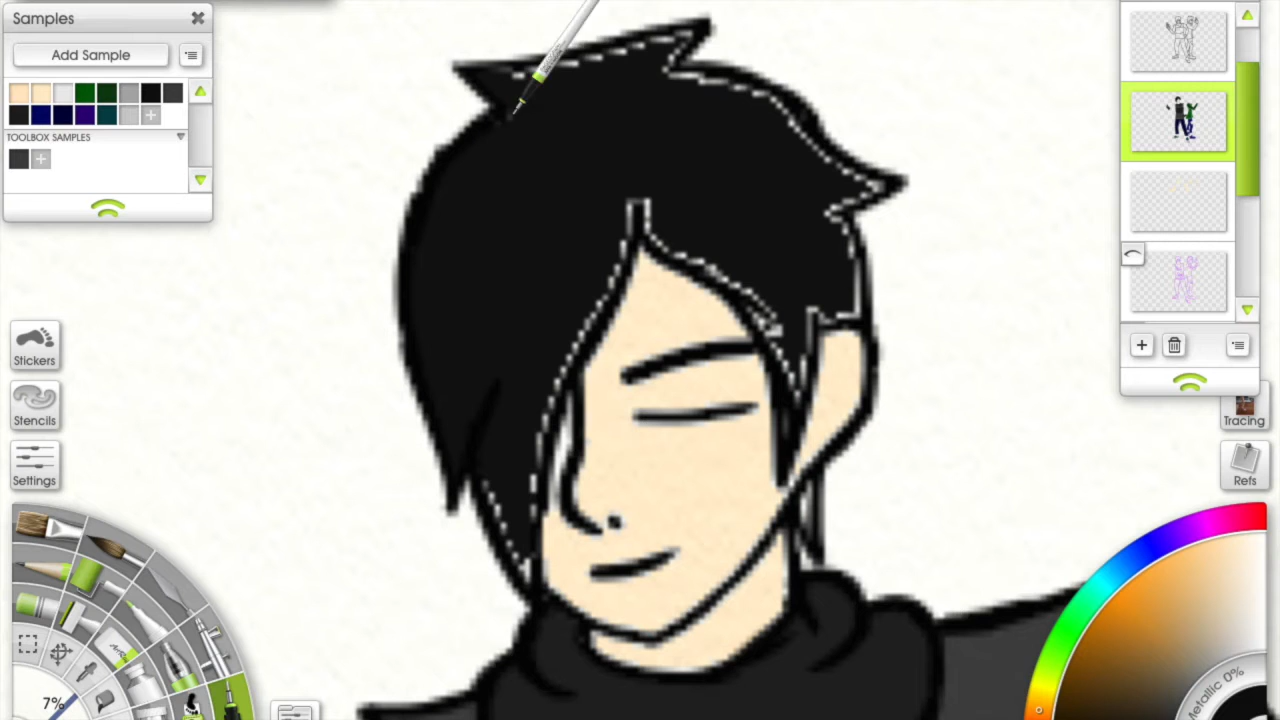 Samples
Add Sample
TOOLBOX SAMPLES
Stickers
Stencils
Settings
7%
Tracing
Refs
Metallic 0%